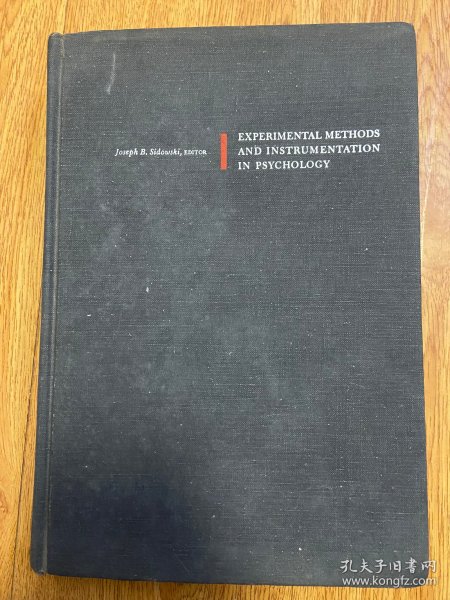 EXPERIMENTAL METHODS
AND INSTRUMENTATION
IN PSYCHOLOGY
Joseph B. Sidowski, EDITOR
孔夫子旧书网
www.kongfz.com